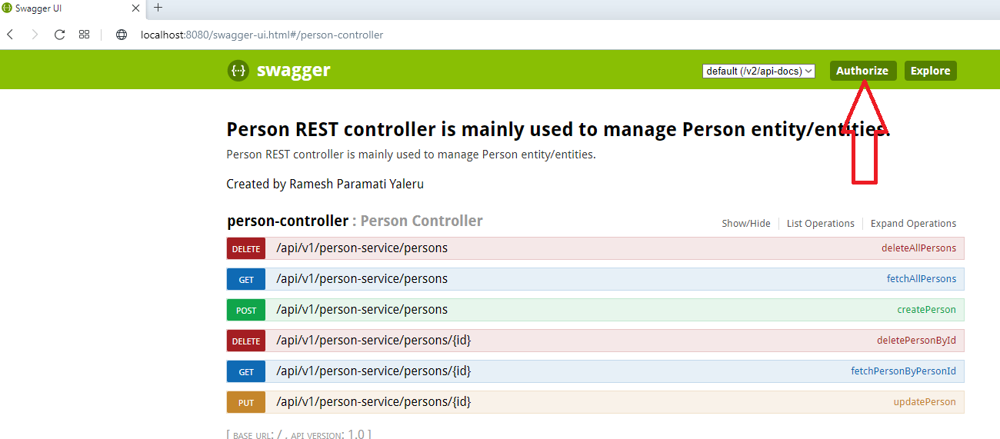 Swagger UI
localhost:8080/swagger-ui.html#/person-controller
{··} swagger default (/v2/api-docs) Authorize Explore
Person REST controller is mainly used to manage Person entity/entities.
Person REST controller is mainly used to manage Person entity/entities.
Created by Ramesh Paramati Yaleru
person-controller : Person Controller Show/Hide List Operations Expand Operations
DELETE /api/v1/person-service/persons deleteAllPersons
GET /api/v1/person-service/persons fetchAllPersons
POST /api/v1/person-service/persons createPerson
DELETE /api/v1/person-service/persons/{id} deletePersonById
GET /api/v1/person-service/persons/{id} fetchPersonByPersonId
PUT /api/v1/person-service/persons/{id} updatePerson
[ BASE URL: / , API VERSION: 1.0 ]